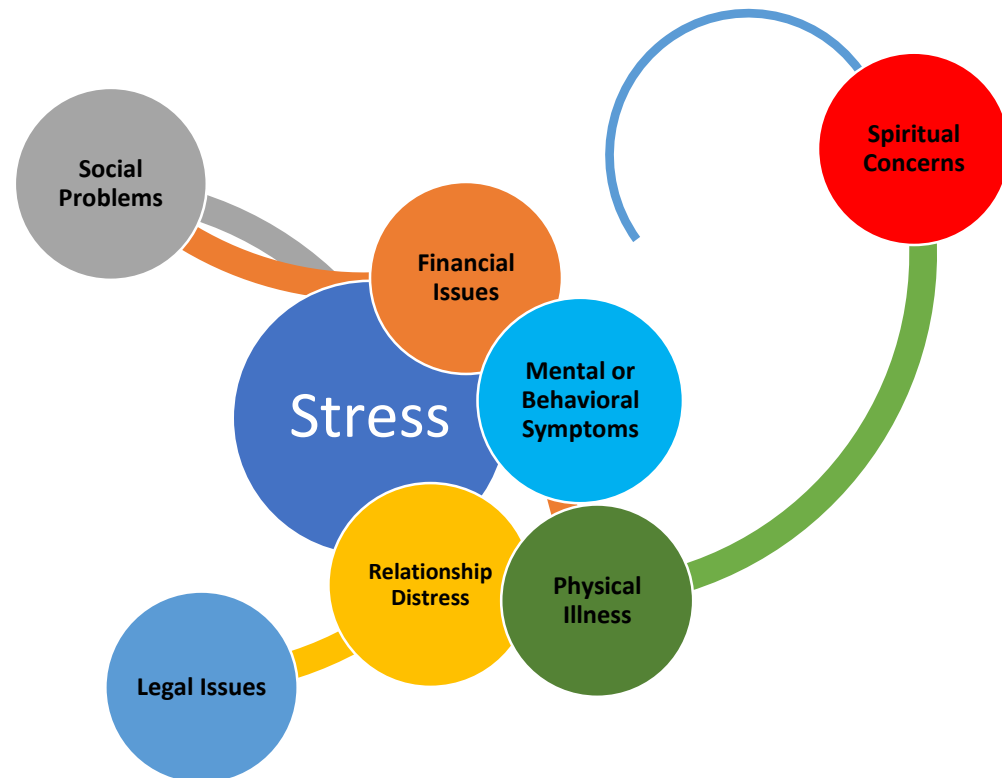 Spiritual
Concerns
Social
Problems
Financial
Issues
Mental or
Behavioral
Symptoms
Stress
Relationship
Distress
Physical
Illness
Legal Issues